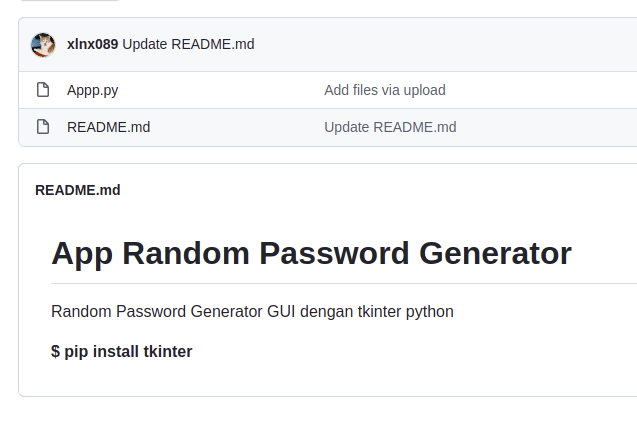 xlnx089 Update README.md
Appp.py Add files via upload
README.md Update README.md
README.md
App Random Password Generator
Random Password Generator GUI dengan tkinter python
$ pip install tkinter